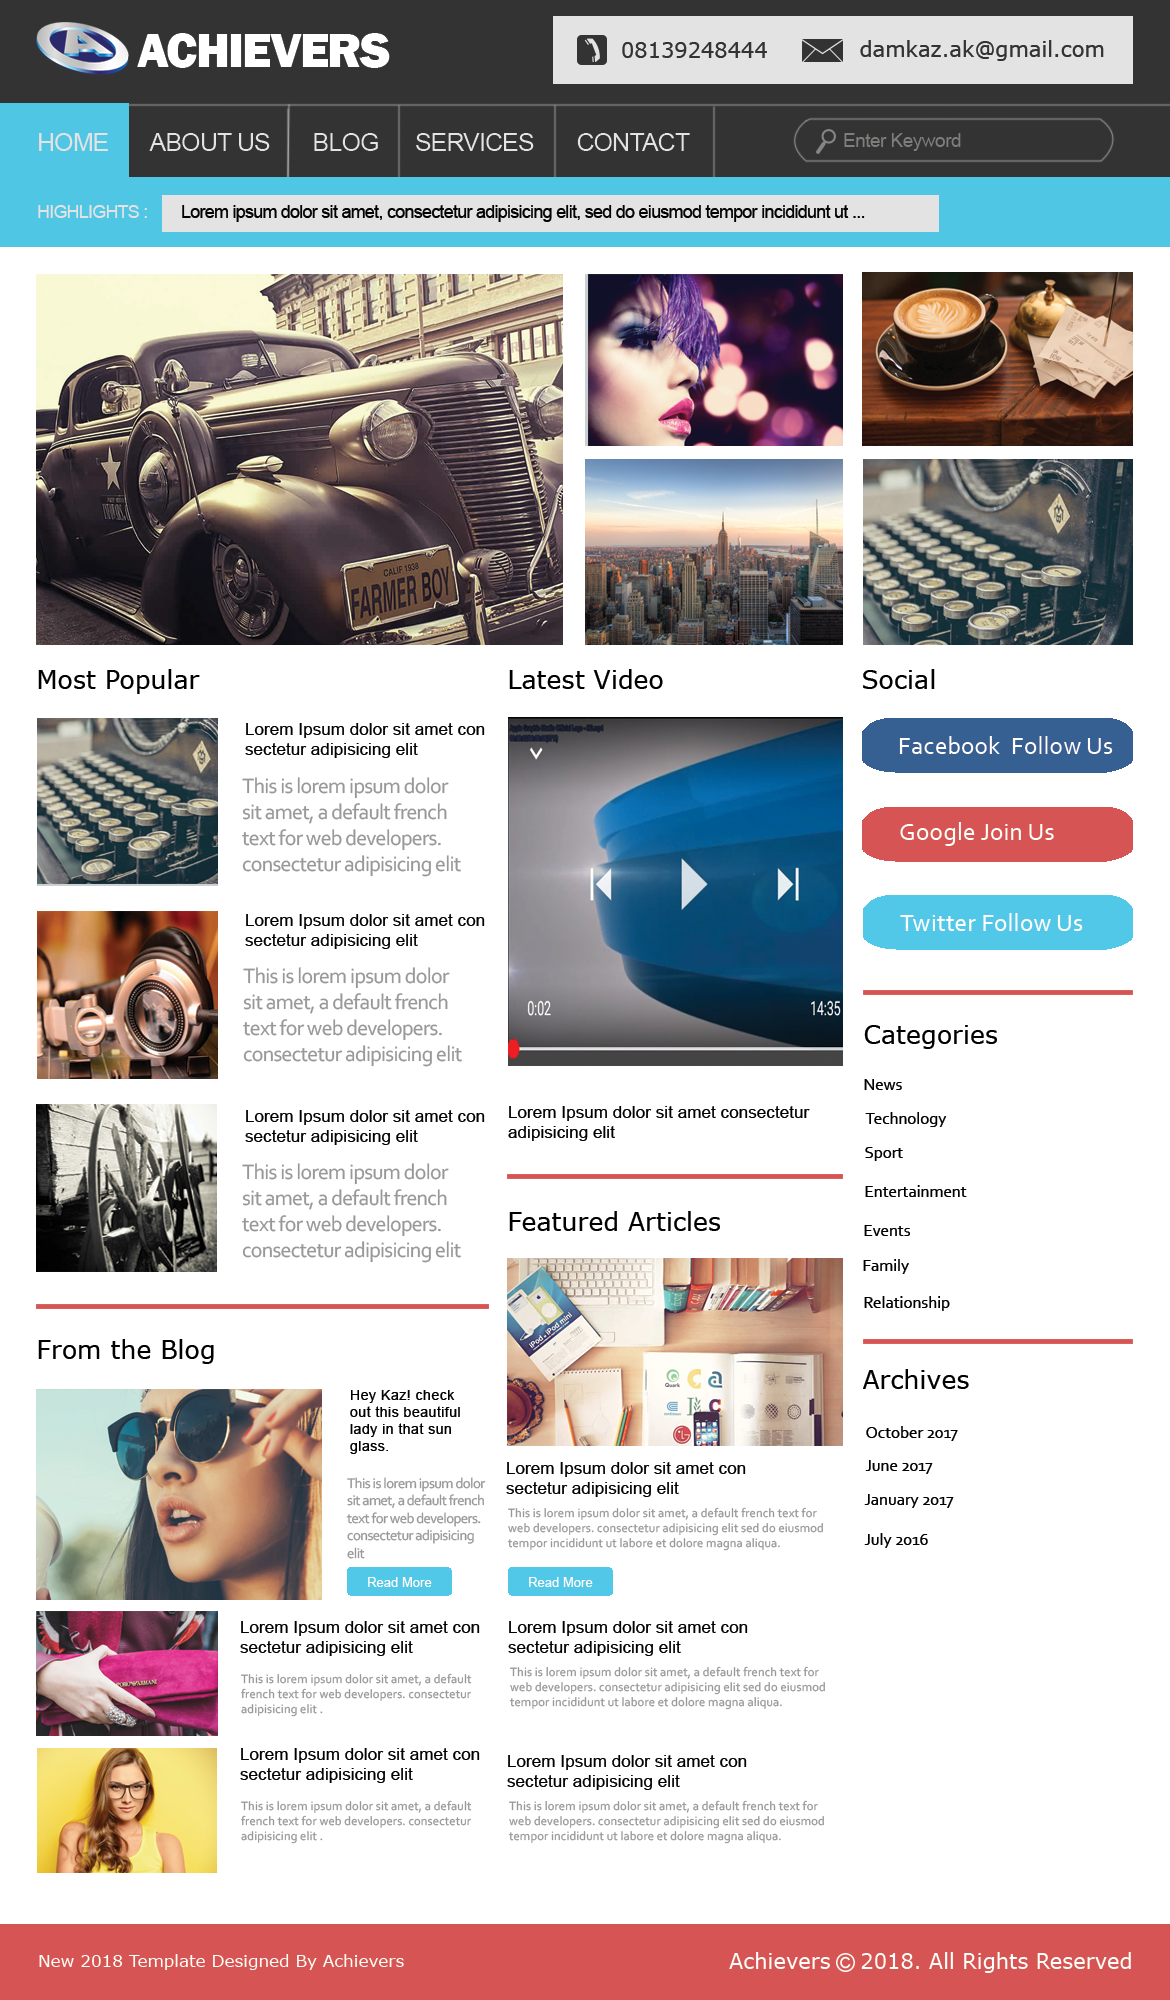 ACHIEVERS
08139248444
damkaz.ak@gmail.com
HOME
ABOUT US
BLOG
SERVICES
CONTACT
Enter Keyword
HIGHLIGHTS :
Lorem ipsum dolor sit amet, consectetur adipisicing elit, sed do eiusmod tempor incididunt ut ...
CALIF 1938
FARMER BOY
Most Popular
Lorem Ipsum dolor sit amet con
sectetur adipisicing elit
This is lorem ipsum dolor
sit amet, a default french
text for web developers.
consectetur adipisicing elit
Lorem Ipsum dolor sit amet con
sectetur adipisicing elit
This is lorem ipsum dolor
sit amet, a default french
text for web developers.
consectetur adipisicing elit
Lorem Ipsum dolor sit amet con
sectetur adipisicing elit
This is lorem ipsum dolor
sit amet, a default french
text for web developers.
consectetur adipisicing elit
From the Blog
Hey Kaz! check
out this beautiful
lady in that sun
glass.
This is lorem ipsum dolor
sit amet, a default french
text for web developers.
consectetur adipisicing
elit
Read More
Lorem Ipsum dolor sit amet con
sectetur adipisicing elit
This is lorem ipsum dolor sit amet, a default
french text for web developers. consectetur
adipisicing elit .
Lorem Ipsum dolor sit amet con
sectetur adipisicing elit
This is lorem ipsum dolor sit amet, a default
french text for web developers. consectetur
adipisicing elit .
Latest Video
0:02
14:35
Lorem Ipsum dolor sit amet consectetur
adipisicing elit
Featured Articles
iPod - iPod mini
Quark
Lorem Ipsum dolor sit amet con
sectetur adipisicing elit
This is lorem ipsum dolor sit amet, a default french text for
web developers. consectetur adipisicing elit sed do eiusmod
tempor incididunt ut labore et dolore magna aliqua.
Read More
Lorem Ipsum dolor sit amet con
sectetur adipisicing elit
This is lorem ipsum dolor sit amet, a default french text for
web developers. consectetur adipisicing elit sed do eiusmod
tempor incididunt ut labore et dolore magna aliqua.
Lorem Ipsum dolor sit amet con
sectetur adipisicing elit
This is lorem ipsum dolor sit amet, a default french text for
web developers. consectetur adipisicing elit sed do eiusmod
tempor incididunt ut labore et dolore magna aliqua.
Social
Facebook Follow Us
Google Join Us
Twitter Follow Us
Categories
News
Technology
Sport
Entertainment
Events
Family
Relationship
Archives
October 2017
June 2017
January 2017
July 2016
New 2018 Template Designed By Achievers
Achievers © 2018. All Rights Reserved